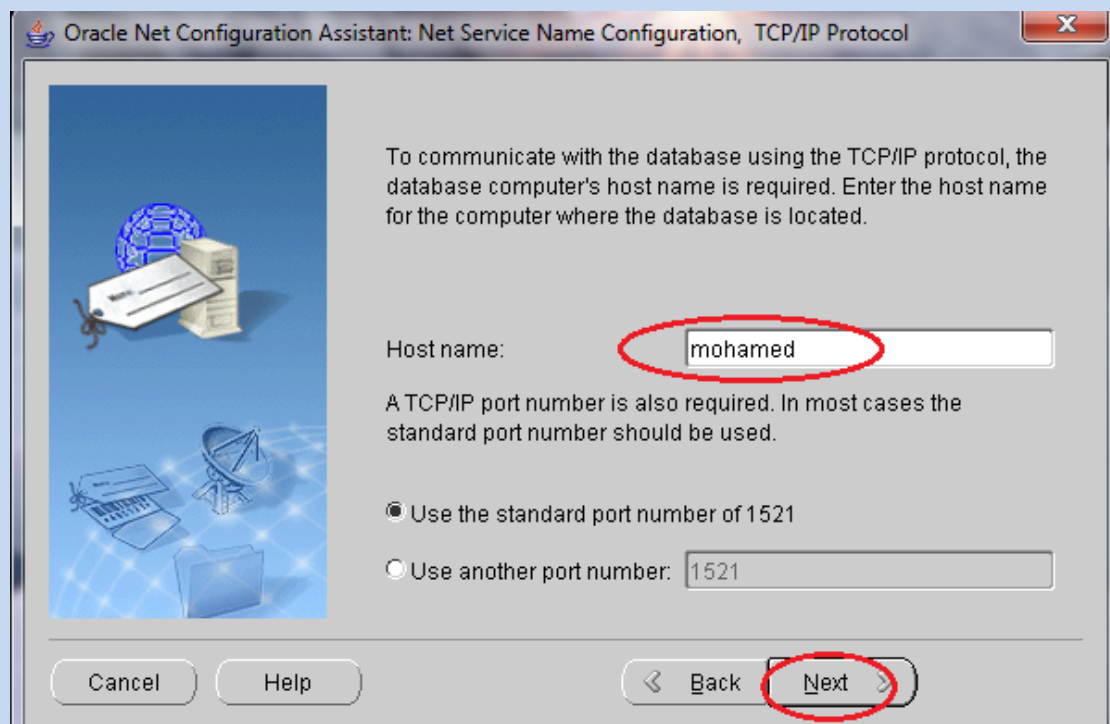 Oracle Net Configuration Assistant: Net Service Name Configuration, TCP/IP Protocol
To communicate with the database using the TCP/IP protocol, the
database computer's host name is required. Enter the host name
for the computer where the database is located.
Host name: mohamed
A TCP/IP port number is also required. In most cases the
standard port number should be used.
Use the standard port number of 1521
Use another port number: 1521
Cancel Help Back Next